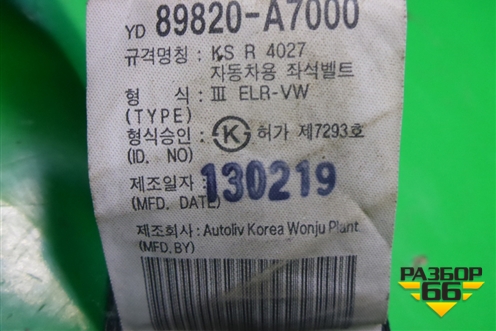 YD 89820-A7000
규격명칭 : KS R 4027
자동차용 좌석벨트
형 식 : III ELR-VW
(TYPE)
형식승인 : K 허가 제7293호
(ID. NO)
제조일자 : 130219
(MFD. DATE)
제조회사 : Autoliv Korea Wonju Plant
(MFD.BY)
РАЗБОР
66